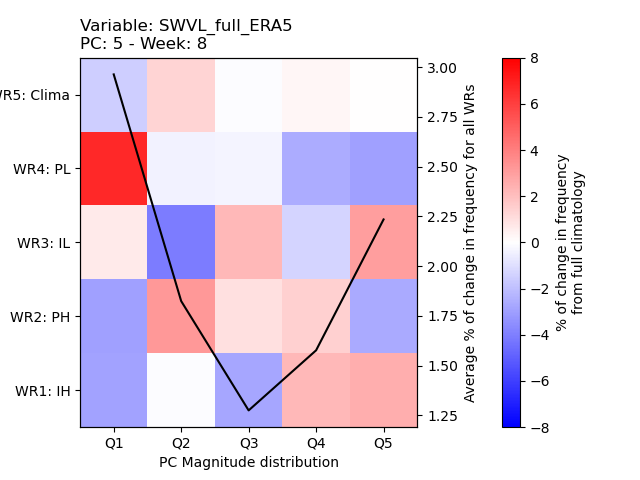 Variable: SWVL_full_ERA5
PC: 5 - Week: 8
WR5: Clima
WR4: PL
WR3: IL
WR2: PH
WR1: IH
Q1 Q2 Q3 Q4 Q5
PC Magnitude distribution
3.00
2.75
2.50
2.25
2.00
1.75
1.50
1.25
Average % of change in frequency for all WRs
8
6
4
2
0
−2
−4
−6
−8
% of change in frequency
from full climatology